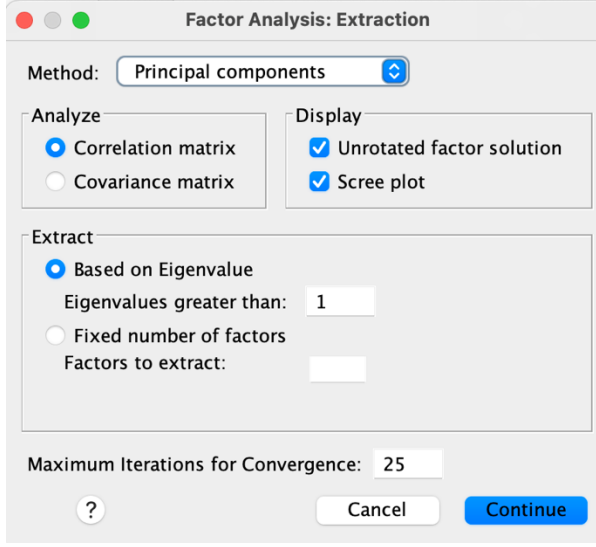 Factor Analysis: Extraction
Method: Principal components
Analyze
Correlation matrix
Covariance matrix
Display
Unrotated factor solution
Scree plot
Extract
Based on Eigenvalue
Eigenvalues greater than: 1
Fixed number of factors
Factors to extract:
Maximum Iterations for Convergence: 25
? Cancel Continue